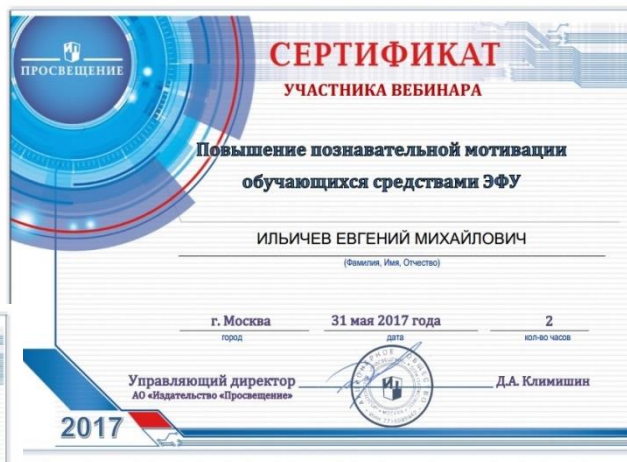 ПРОСВЕЩЕНИЕ
СЕРТИФИКАТ
УЧАСТНИКА ВЕБИНАРА
Повышение познавательной мотивации
обучающихся средствами ЭФУ
ИЛЬИЧЕВ ЕВГЕНИЙ МИХАЙЛОВИЧ
(Фамилия, Имя, Отчество)
г. Москва 31 мая 2017 года 2
город дата кол-во часов
Управляющий директор Д.А. Климишин
АО «Издательство «Просвещение»
2017